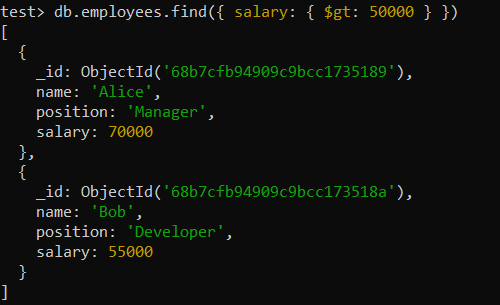 test> db.employees.find({ salary: { $gt: 50000 } })
[
  {
    _id: ObjectId('68b7cfb94909c9bcc1735189'),
    name: 'Alice',
    position: 'Manager',
    salary: 70000
  },
  {
    _id: ObjectId('68b7cfb94909c9bcc173518a'),
    name: 'Bob',
    position: 'Developer',
    salary: 55000
  }
]